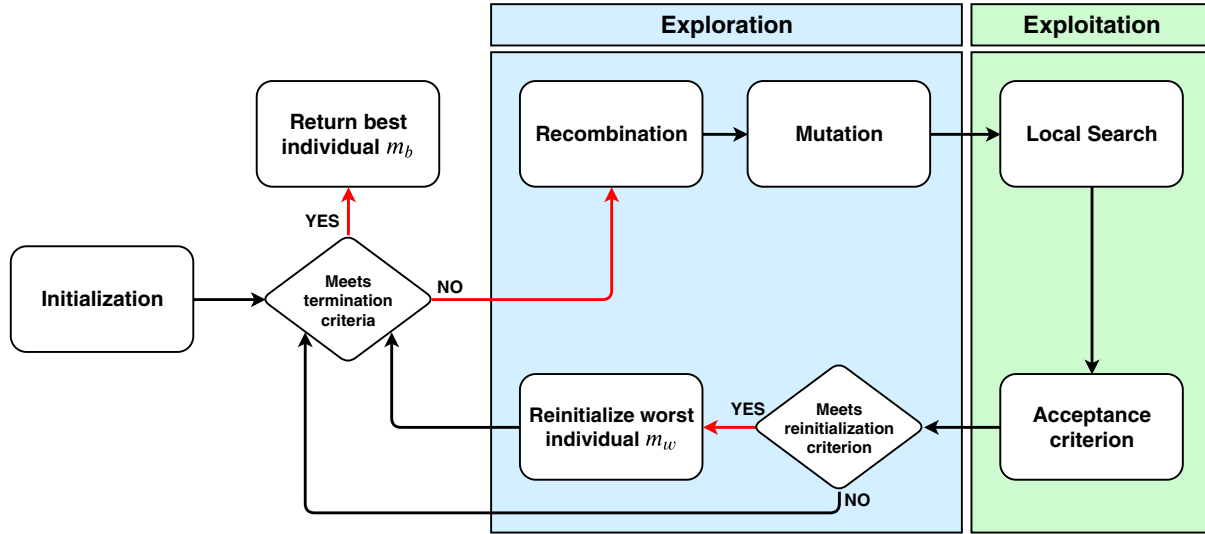 Exploration
Exploitation
Return best
individual m_b
Recombination
Mutation
Local Search
YES
Initialization
Meets
termination
criteria
NO
Reinitialize worst
individual m_w
YES
Meets
reinitialization
criterion
Acceptance
criterion
NO